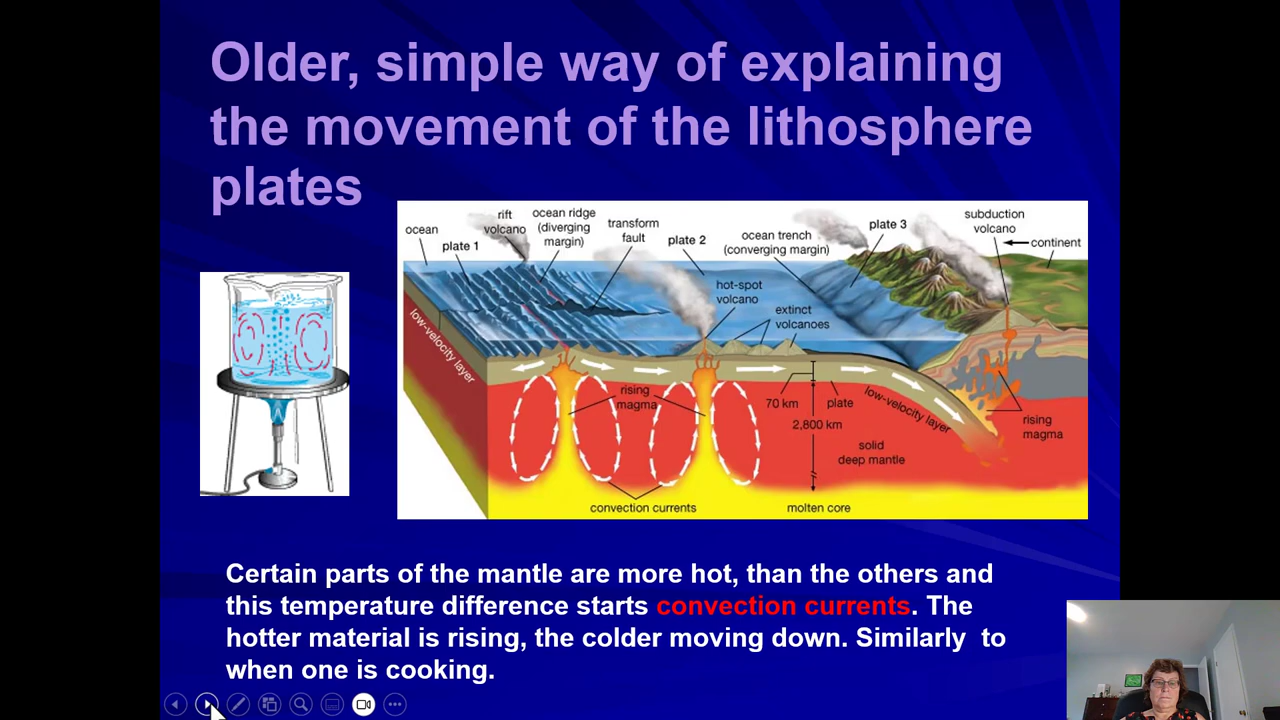 Older, simple way of explaining
the movement of the lithosphere
plates
ocean
plate 1
rift
volcano
ocean ridge
(diverging
margin)
transform
fault
plate 2
ocean trench
(converging margin)
plate 3
subduction
volcano
continent
hot-spot
volcano
extinct
volcanoes
low-velocity layer
rising
magma
70 km
plate
2,800 km
low-velocity layer
solid
deep mantle
rising
magma
convection currents
molten core
Certain parts of the mantle are more hot, than the others and
this temperature difference starts convection currents. The
hotter material is rising, the colder moving down. Similarly  to
when one is cooking.